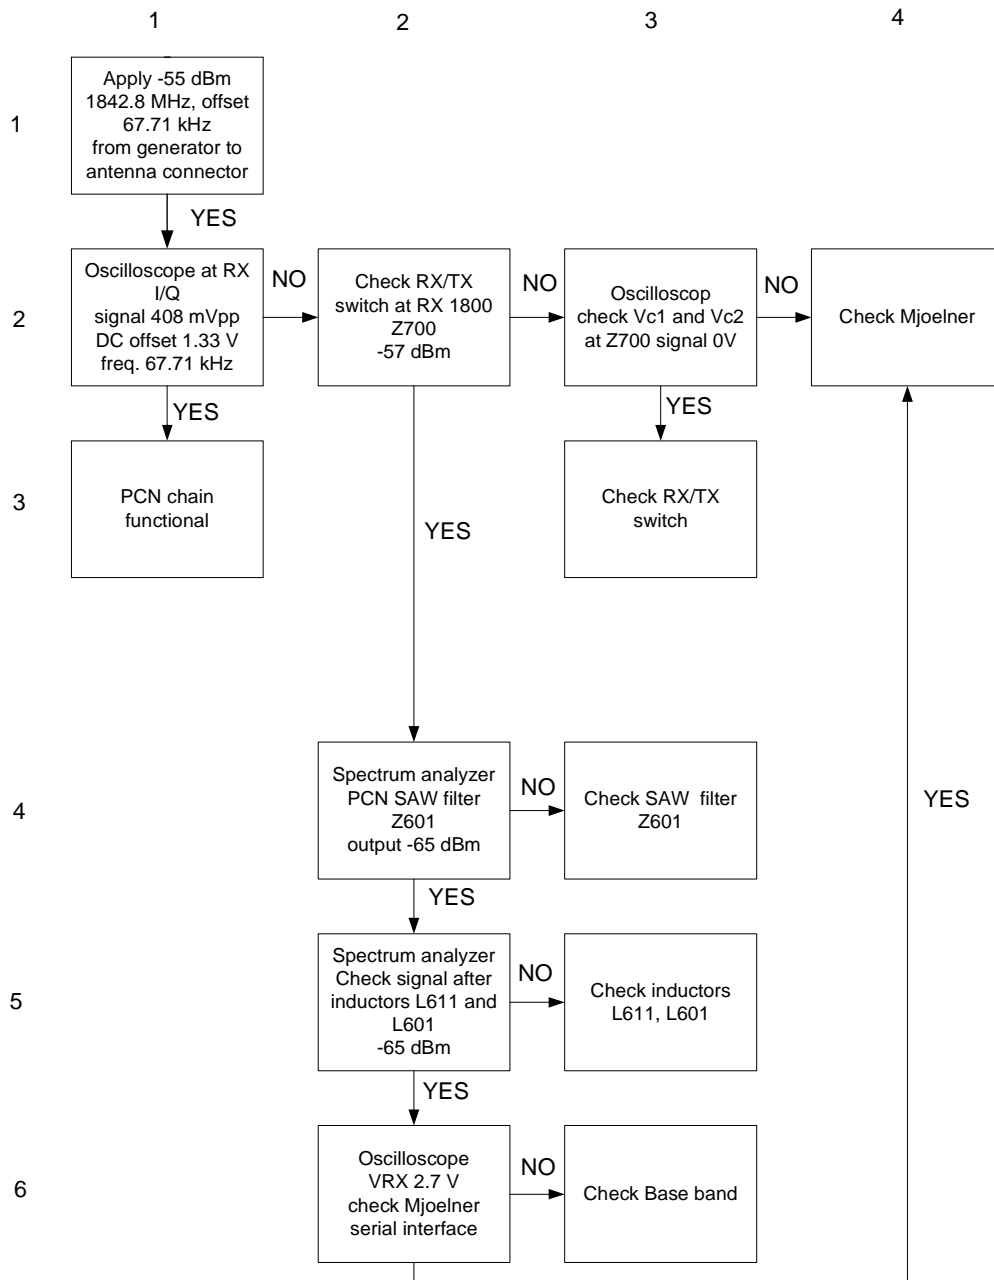 1
2
3
4
1
Apply -55 dBm
1842.8 MHz, offset
67.71 kHz
from generator to
antenna connector
YES
2
Oscilloscope at RX
I/Q
signal 408 mVpp
DC offset 1.33 V
freq. 67.71 kHz
NO
Check RX/TX
switch at RX 1800
Z700
-57 dBm
NO
Oscilloscop
check Vc1 and Vc2
at Z700 signal 0V
NO
Check Mjoelner
YES
YES
3
PCN chain
functional
YES
Check RX/TX
switch
4
Spectrum analyzer
PCN SAW filter
Z601
output -65 dBm
NO
Check SAW filter
Z601
YES
YES
5
Spectrum analyzer
Check signal after
inductors L611 and
L601
-65 dBm
NO
Check inductors
L611, L601
YES
6
Oscilloscope
VRX 2.7 V
check Mjoelner
serial interface
NO
Check Base band